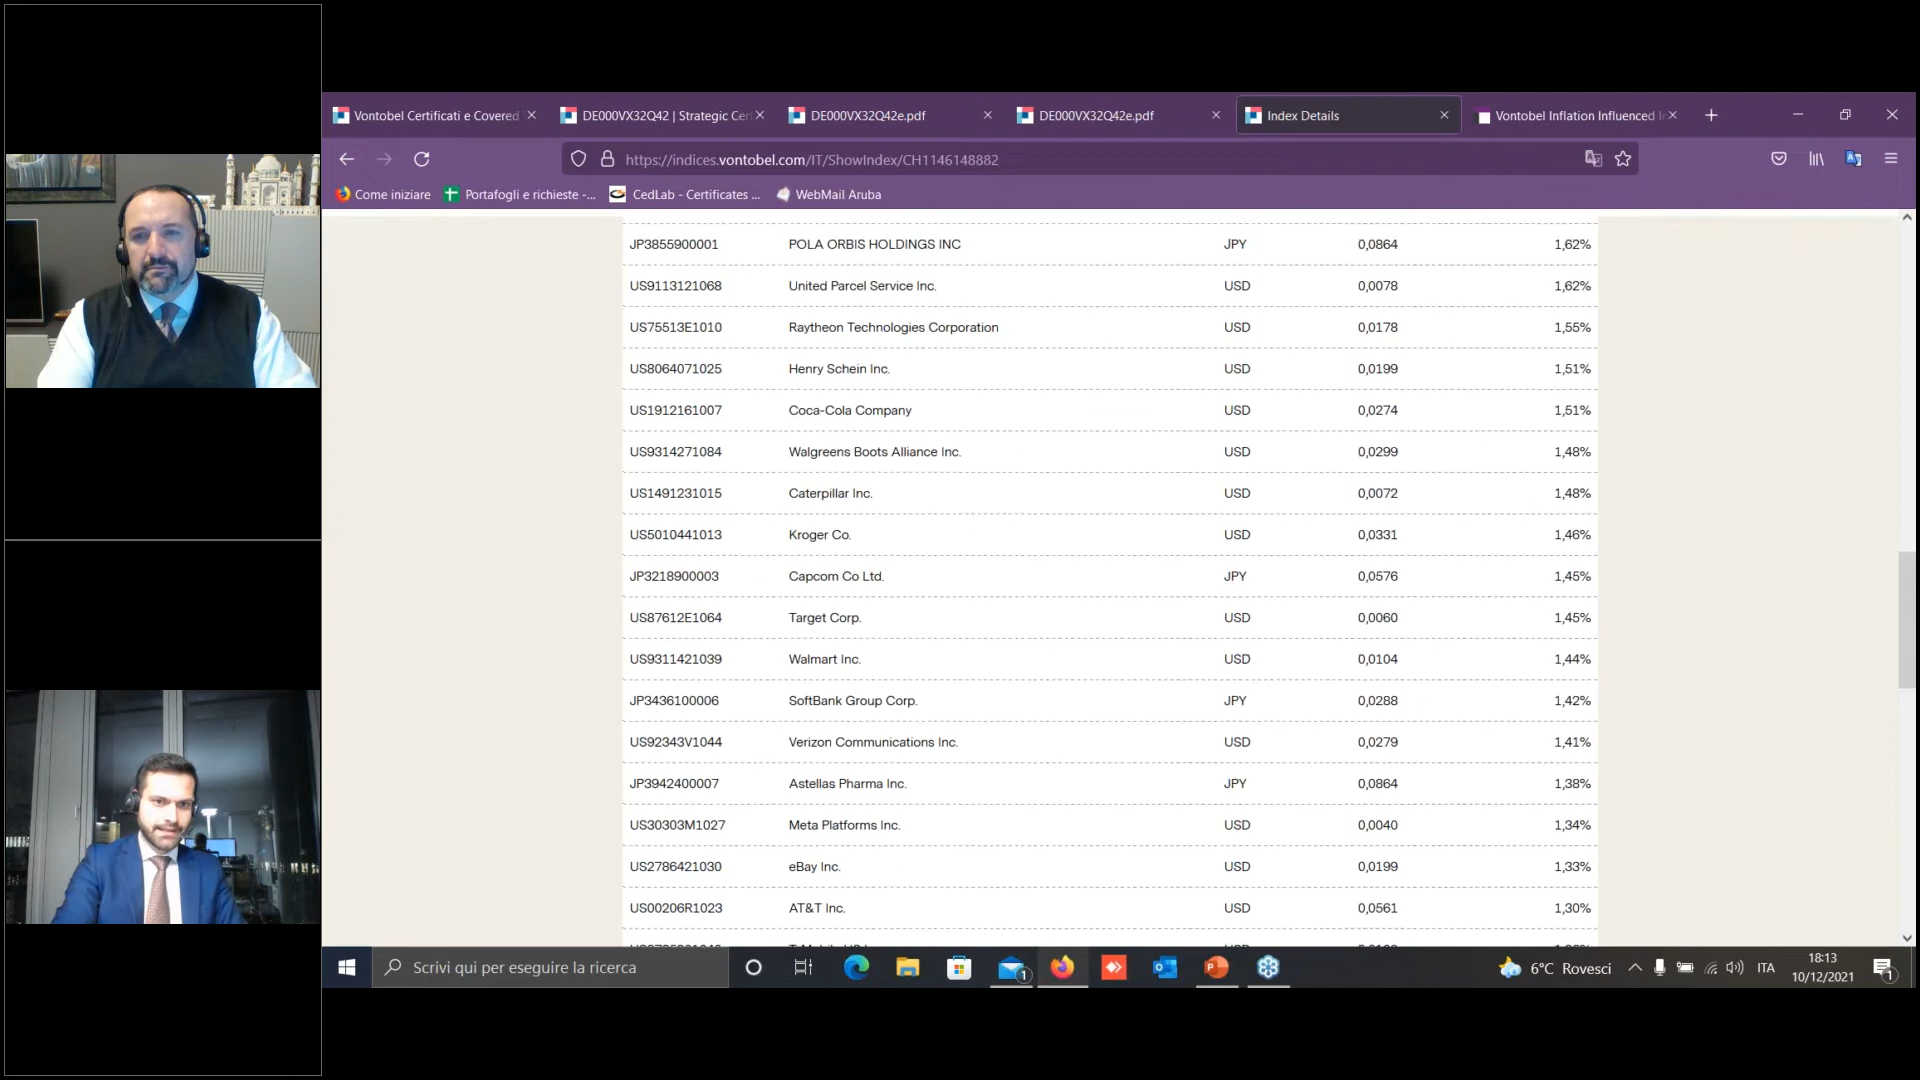 Vontobel Certificati e Covered
DE000VX32Q42 | Strategic Cer
DE000VX32Q42e.pdf
DE000VX32Q42e.pdf
Index Details
Vontobel Inflation Influenced I
https://indices.vontobel.com/IT/ShowIndex/CH1146148882
Come iniziare
Portafogli e richieste -...
CedLab - Certificates ...
WebMail Aruba
JP3855900001 POLA ORBIS HOLDINGS INC JPY 0,0864 1,62%
US9113121068 United Parcel Service Inc. USD 0,0078 1,62%
US75513E1010 Raytheon Technologies Corporation USD 0,0178 1,55%
US8064071025 Henry Schein Inc. USD 0,0199 1,51%
US1912161007 Coca-Cola Company USD 0,0274 1,51%
US9314271084 Walgreens Boots Alliance Inc. USD 0,0299 1,48%
US1491231015 Caterpillar Inc. USD 0,0072 1,48%
US5010441013 Kroger Co. USD 0,0331 1,46%
JP3218900003 Capcom Co Ltd. JPY 0,0576 1,45%
US87612E1064 Target Corp. USD 0,0060 1,45%
US9311421039 Walmart Inc. USD 0,0104 1,44%
JP3436100006 SoftBank Group Corp. JPY 0,0288 1,42%
US92343V1044 Verizon Communications Inc. USD 0,0279 1,41%
JP3942400007 Astellas Pharma Inc. JPY 0,0864 1,38%
US30303M1027 Meta Platforms Inc. USD 0,0040 1,34%
US2786421030 eBay Inc. USD 0,0199 1,33%
US00206R1023 AT&T Inc. USD 0,0561 1,30%
Scrivi qui per eseguire la ricerca
1
6°C Rovesci
ITA
18:13
10/12/2021
1